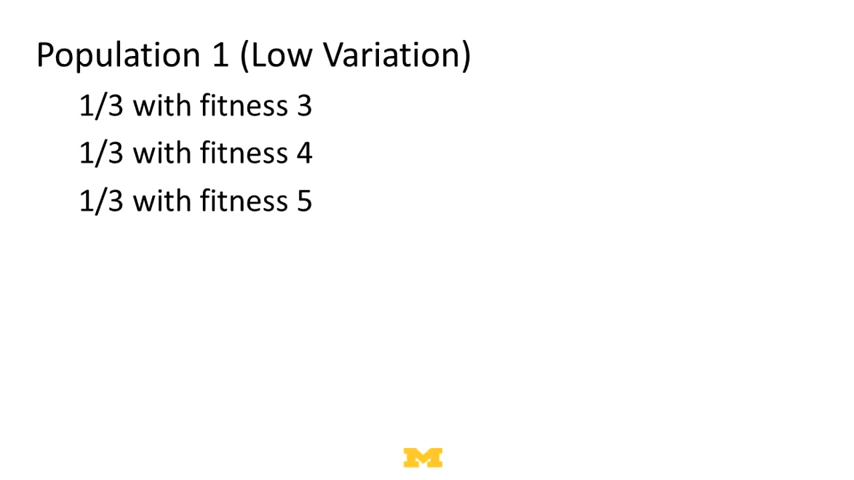 Population 1 (Low Variation)
1/3 with fitness 3
1/3 with fitness 4
1/3 with fitness 5
M